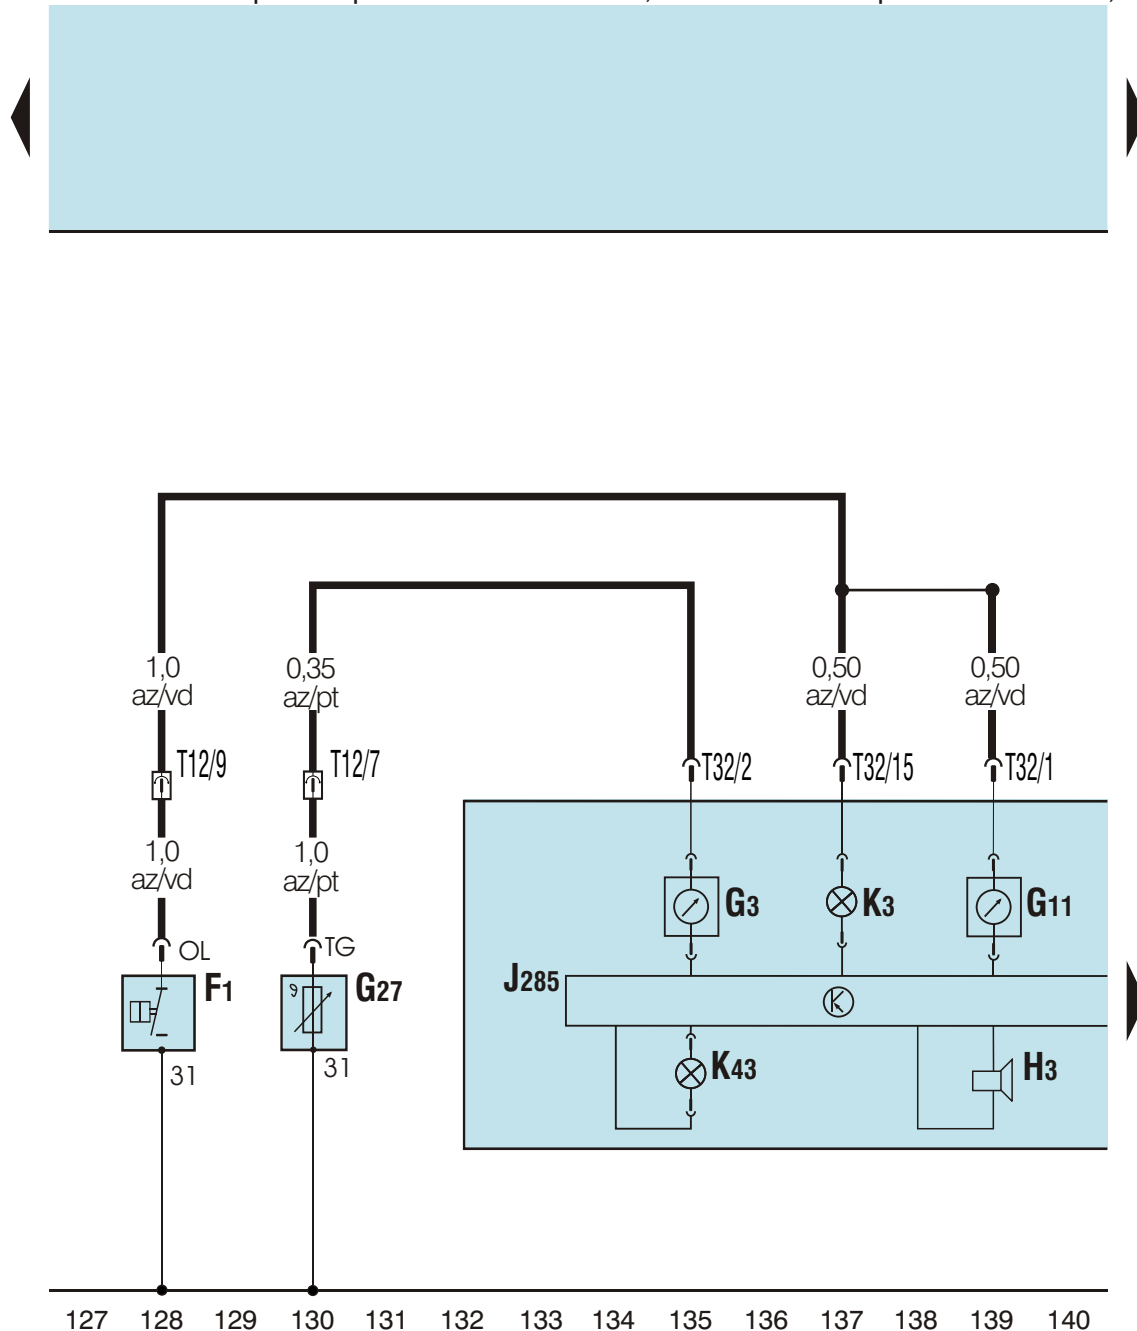 1,0 0,35 0,50 0,50
az/vd az/pt az/vd az/vd
T12/9 T12/7 T32/2 T32/15 T32/1
1,0 1,0
az/vd az/pt
G3 K3 G11
OL TG
F1 G27 J285
31 31 K43 H3
127 128 129 130 131 132 133 134 135 136 137 138 139 140